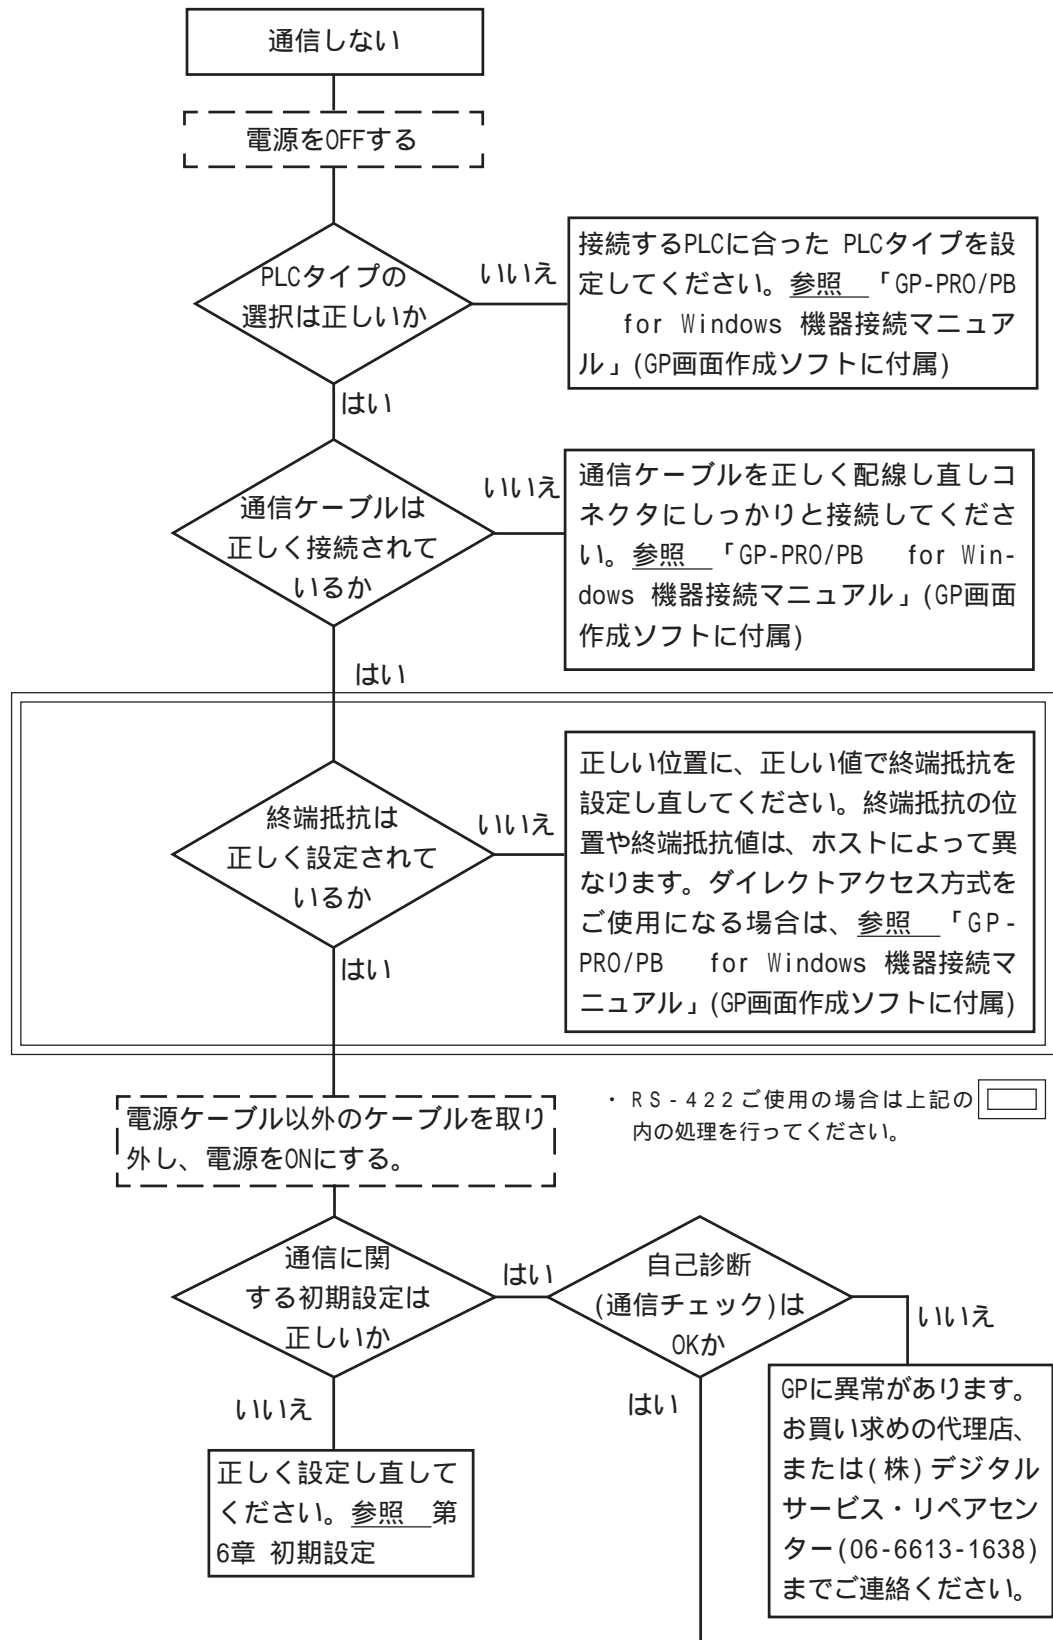 通信しない
電源をOFFする
PLCタイプの
選択は正しいか
いいえ
接続するPLCに合った PLCタイプを設
定してください。参照 「GP-PRO/PB
for Windows 機器接続マニュア
ル」(GP画面作成ソフトに付属)
はい
通信ケーブルは
正しく接続されて
いるか
いいえ
通信ケーブルを正しく配線し直しコ
ネクタにしっかりと接続してくださ
い。参照 「GP-PRO/PB for Win-
dows 機器接続マニュアル」(GP画面
作成ソフトに付属)
はい
終端抵抗は
正しく設定されて
いるか
いいえ
正しい位置に、正しい値で終端抵抗を
設定し直してください。終端抵抗の位
置や終端抵抗値は、ホストによって異
なります。ダイレクトアクセス方式を
ご使用になる場合は、参照 「GP-
PRO/PB for Windows 機器接続マ
ニュアル」(GP画面作成ソフトに付属)
はい
・RS-422ご使用の場合は上記の
内の処理を行ってください。
電源ケーブル以外のケーブルを取り
外し、電源をONにする。
通信に関
する初期設定は
正しいか
はい
自己診断
(通信チェック)は
OKか
いいえ
いいえ
はい
正しく設定し直して
ください。参照 第
6章 初期設定
GPに異常があります。
お買い求めの代理店、
または(株)デジタル
サービス・リペアセン
ター(06-6613-1638)
までご連絡ください。